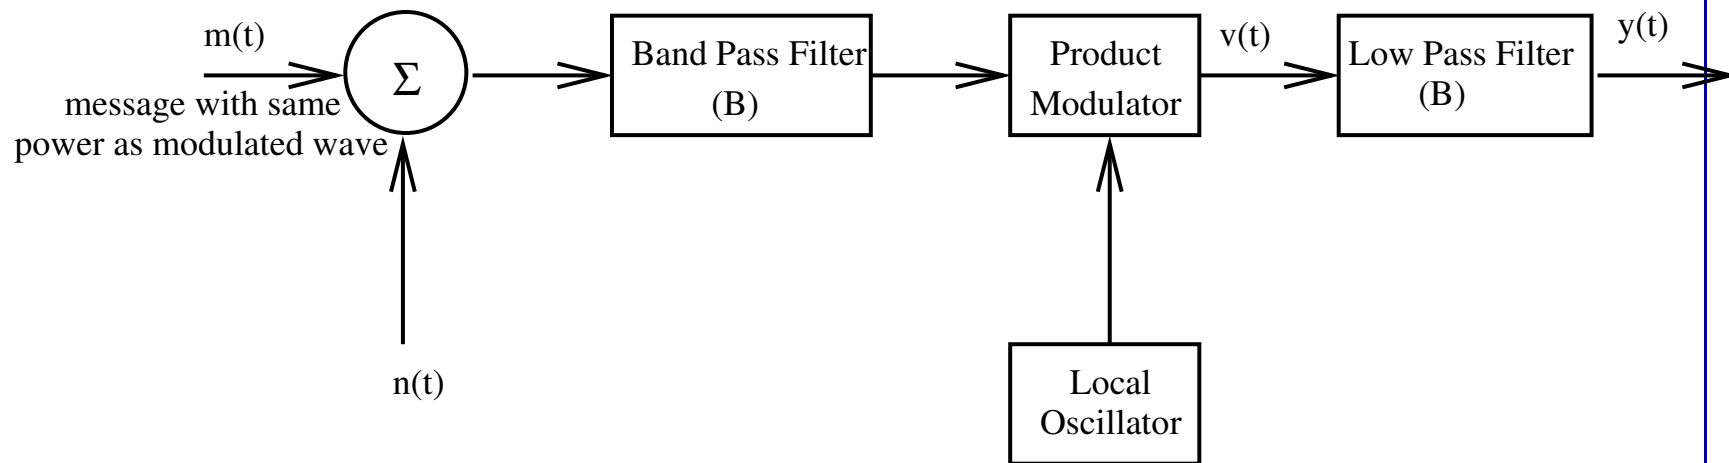 m(t)
message with same
power as modulated wave
Σ
n(t)
Band Pass Filter
(B)
Product
Modulator
v(t)
Low Pass Filter
(B)
y(t)
Local
Oscillator